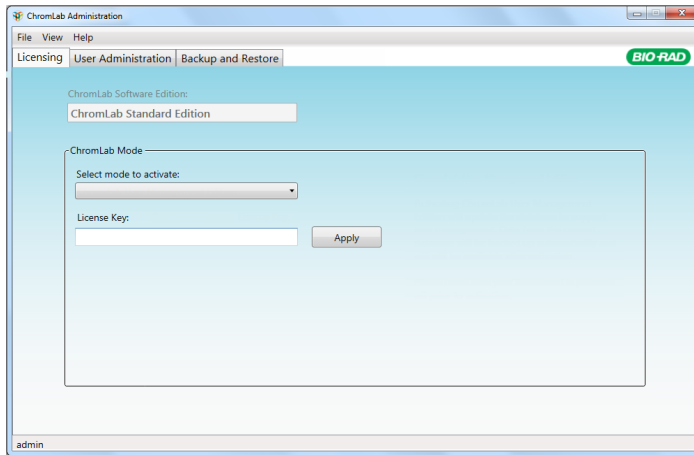 ChromLab Administration
File View Help
Licensing User Administration Backup and Restore
BIO-RAD
ChromLab Software Edition:
ChromLab Standard Edition
ChromLab Mode
Select mode to activate:
License Key:
Apply
admin